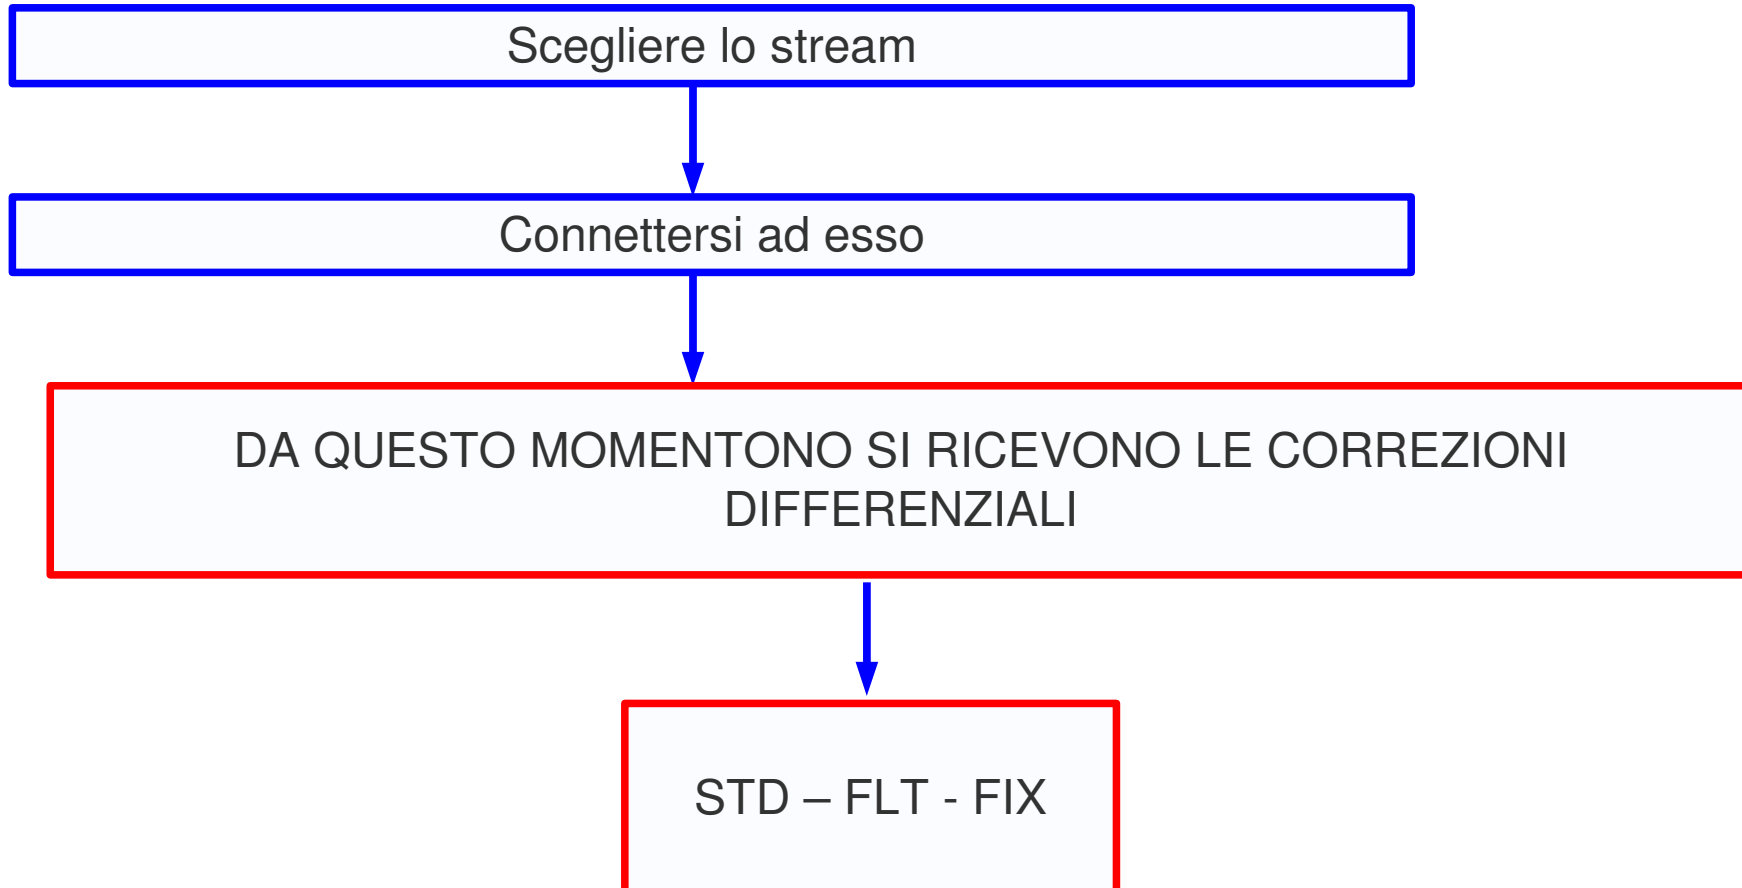 Scegliere lo stream
Connettersi ad esso
DA QUESTO MOMENTONO SI RICEVONO LE CORREZIONI
DIFFERENZIALI
STD – FLT - FIX